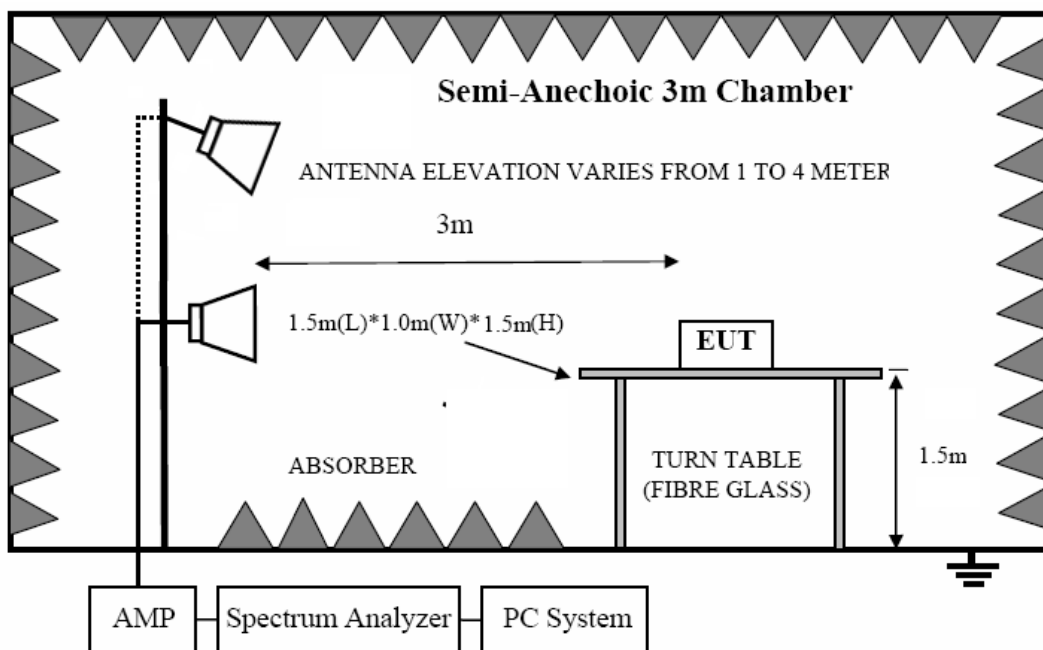 Semi-Anechoic 3m Chamber
ANTENNA ELEVATION VARIES FROM 1 TO 4 METER
3m
1.5m(L)*1.0m(W)*1.5m(H)
EUT
ABSORBER
TURN TABLE
(FIBRE GLASS)
1.5m
AMP
Spectrum Analyzer
PC System